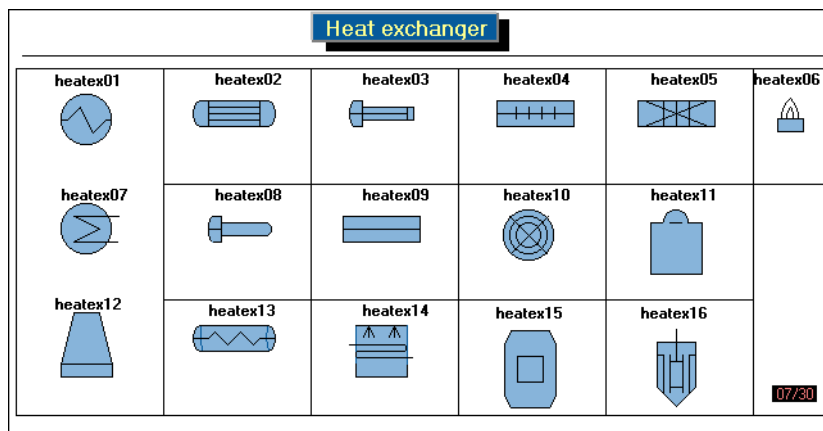 Heat exchanger
heatex01 heatex02 heatex03 heatex04 heatex05 heatex06
heatex07 heatex08 heatex09 heatex10 heatex11
heatex12 heatex13 heatex14 heatex15 heatex16
07/30